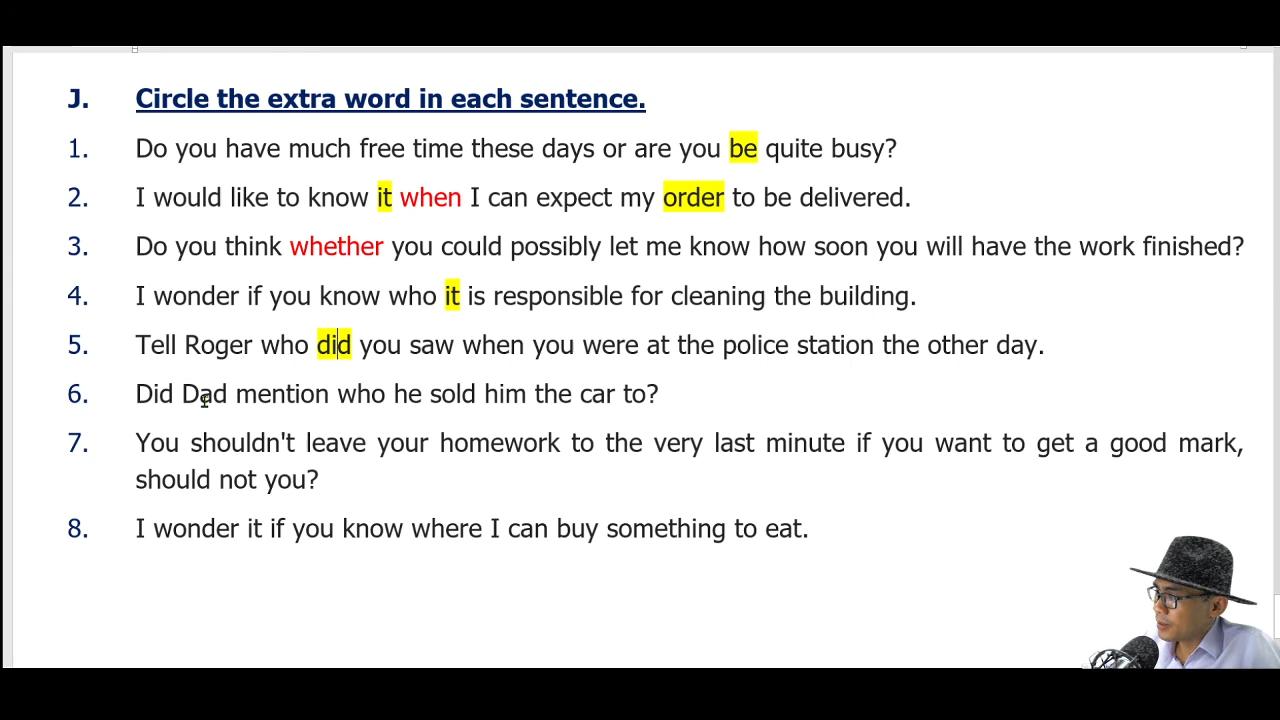 J. Circle the extra word in each sentence.
1. Do you have much free time these days or are you be quite busy?
2. I would like to know it when I can expect my order to be delivered.
3. Do you think whether you could possibly let me know how soon you will have the work finished?
4. I wonder if you know who it is responsible for cleaning the building.
5. Tell Roger who did you saw when you were at the police station the other day.
6. Did Dad mention who he sold him the car to?
7. You shouldn't leave your homework to the very last minute if you want to get a good mark,
should not you?
8. I wonder it if you know where I can buy something to eat.